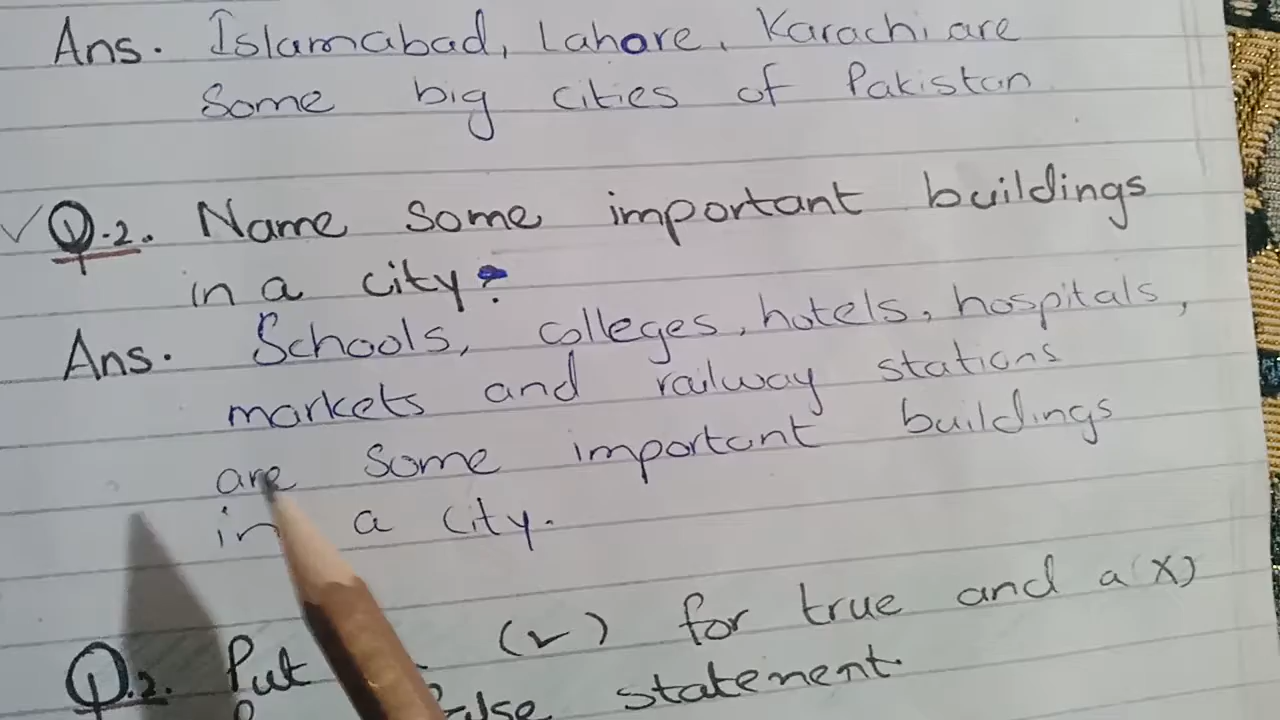 Ans. Islamabad, Lahore, Karachi are
Some big cities of Pakistan
Q.2. Name some important buildings
in a city?
Ans. Schools, colleges, hotels, hospitals,
markets and railway stations
are some important buildings
in a city.
Q.2. Put (✓) for true and a (X)
statement.